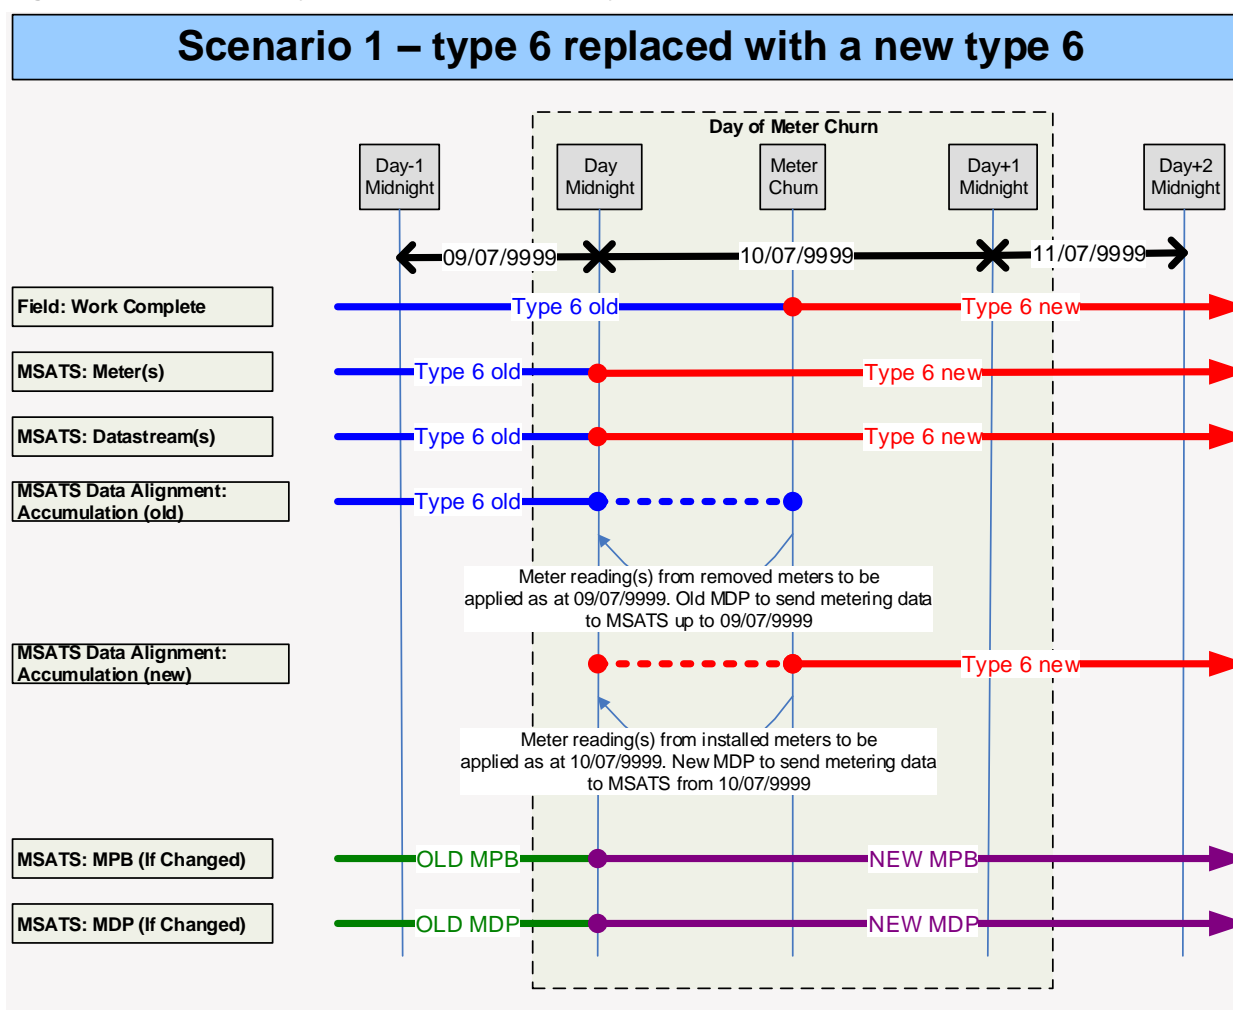 Scenario 1 – type 6 replaced with a new type 6
Day of Meter Churn
Day-1
Midnight
Day
Midnight
Meter
Churn
Day+1
Midnight
Day+2
Midnight
09/07/9999
10/07/9999
11/07/9999
Field: Work Complete
Type 6 old
Type 6 new
MSATS: Meter(s)
Type 6 old
Type 6 new
MSATS: Datastream(s)
Type 6 old
Type 6 new
MSATS Data Alignment:
Accumulation (old)
Type 6 old
Meter reading(s) from removed meters to be
applied as at 09/07/9999. Old MDP to send metering data
to MSATS up to 09/07/9999
MSATS Data Alignment:
Accumulation (new)
Type 6 new
Meter reading(s) from installed meters to be
applied as at 10/07/9999. New MDP to send metering data
to MSATS from 10/07/9999
MSATS: MPB (If Changed)
OLD MPB
NEW MPB
MSATS: MDP (If Changed)
OLD MDP
NEW MDP